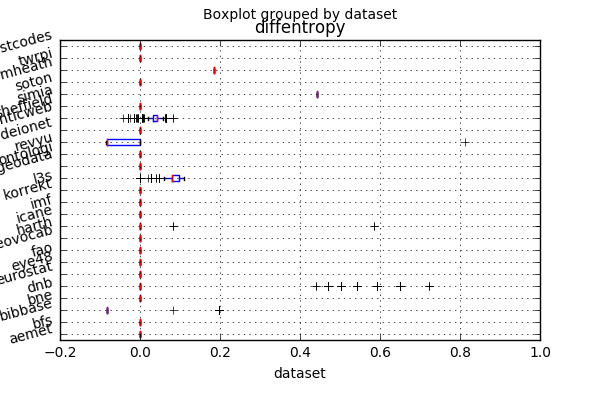 Boxplot grouped by dataset
diffentropy
stcodes
twrpi
mheath
soton
simia
sheffield
nticweb
deionet
revyu
ontologi
geodata
l3s
korrekt
imf
icane
harth
eovocab
fao
eye48
eurostat
dnb
bne
bibbase
bfs
aemet
−0.2 0.0 0.2 0.4 0.6 0.8 1.0
dataset